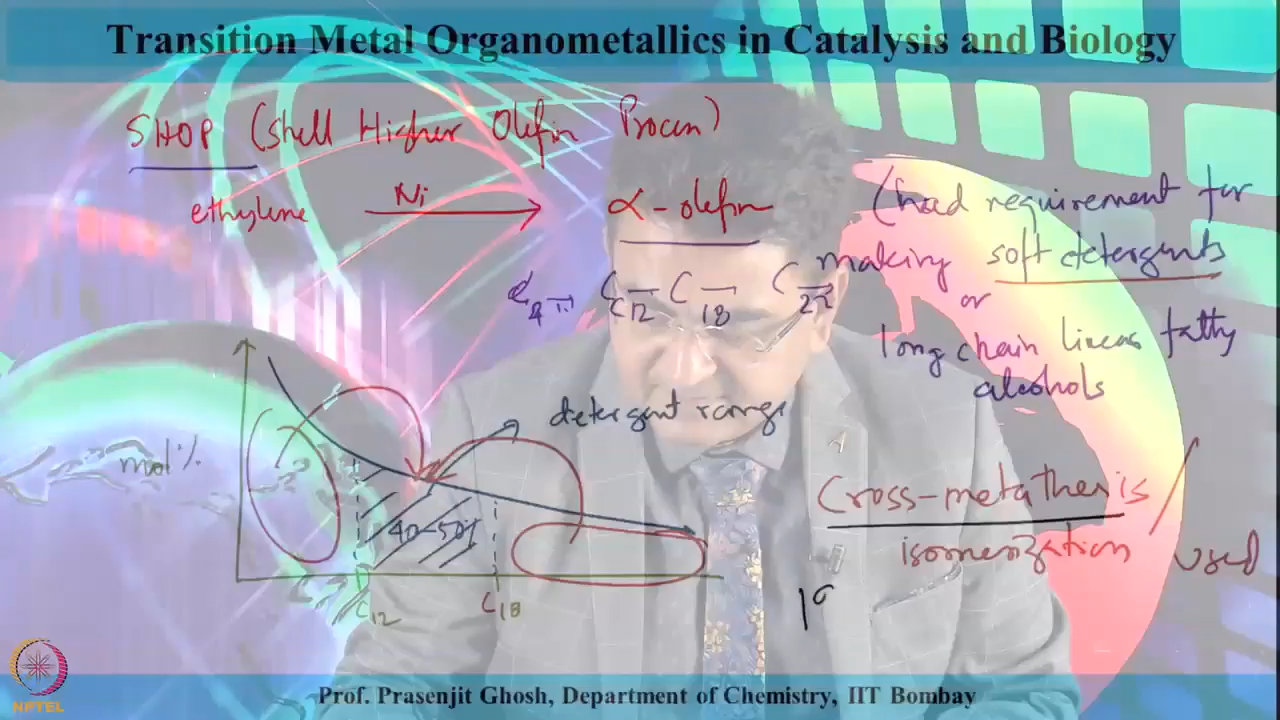 Transition Metal Organometallics in Catalysis and Biology
SHOP (Shell Higher Olefin Process)
ethylene Ni α-olefin (had requirement for
making soft detergents
or
long chain linear fatty
alcohols
C12 C18 C22
detergent range
mol%
40-50%
C12 C18
Cross-metathesis /
isomerization used
10
Prof. Prasenjit Ghosh, Department of Chemistry, IIT Bombay
NPTEL